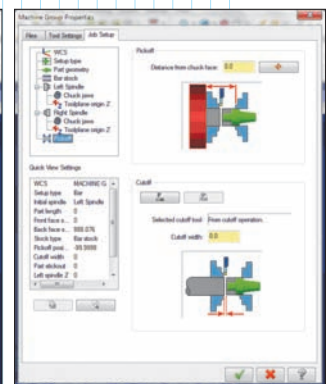 Machine Group Properties
Files Tool Settings Job Setup
WCS
Setup type
Part geometry
Bar stock
Left Spindle
Chuck jaws
Toolplane origin Z
Right Spindle
Chuck jaws
Toolplane origin Z
Pickoff
Quick View Settings
WCS MACHINE G
Setup type Bar
Initial spindle Left Spindle
Part length 0
Front face s... 0
Back face s...
Stock type Bar stock
Pickoff posi...
Cutoff width 0
Part stickout 0
Left spindle Z 0
Pickoff
Distance from chuck face: 0.0
Cutoff
Selected cutoff tool: From cutoff operation.
Cutoff width: 0.0